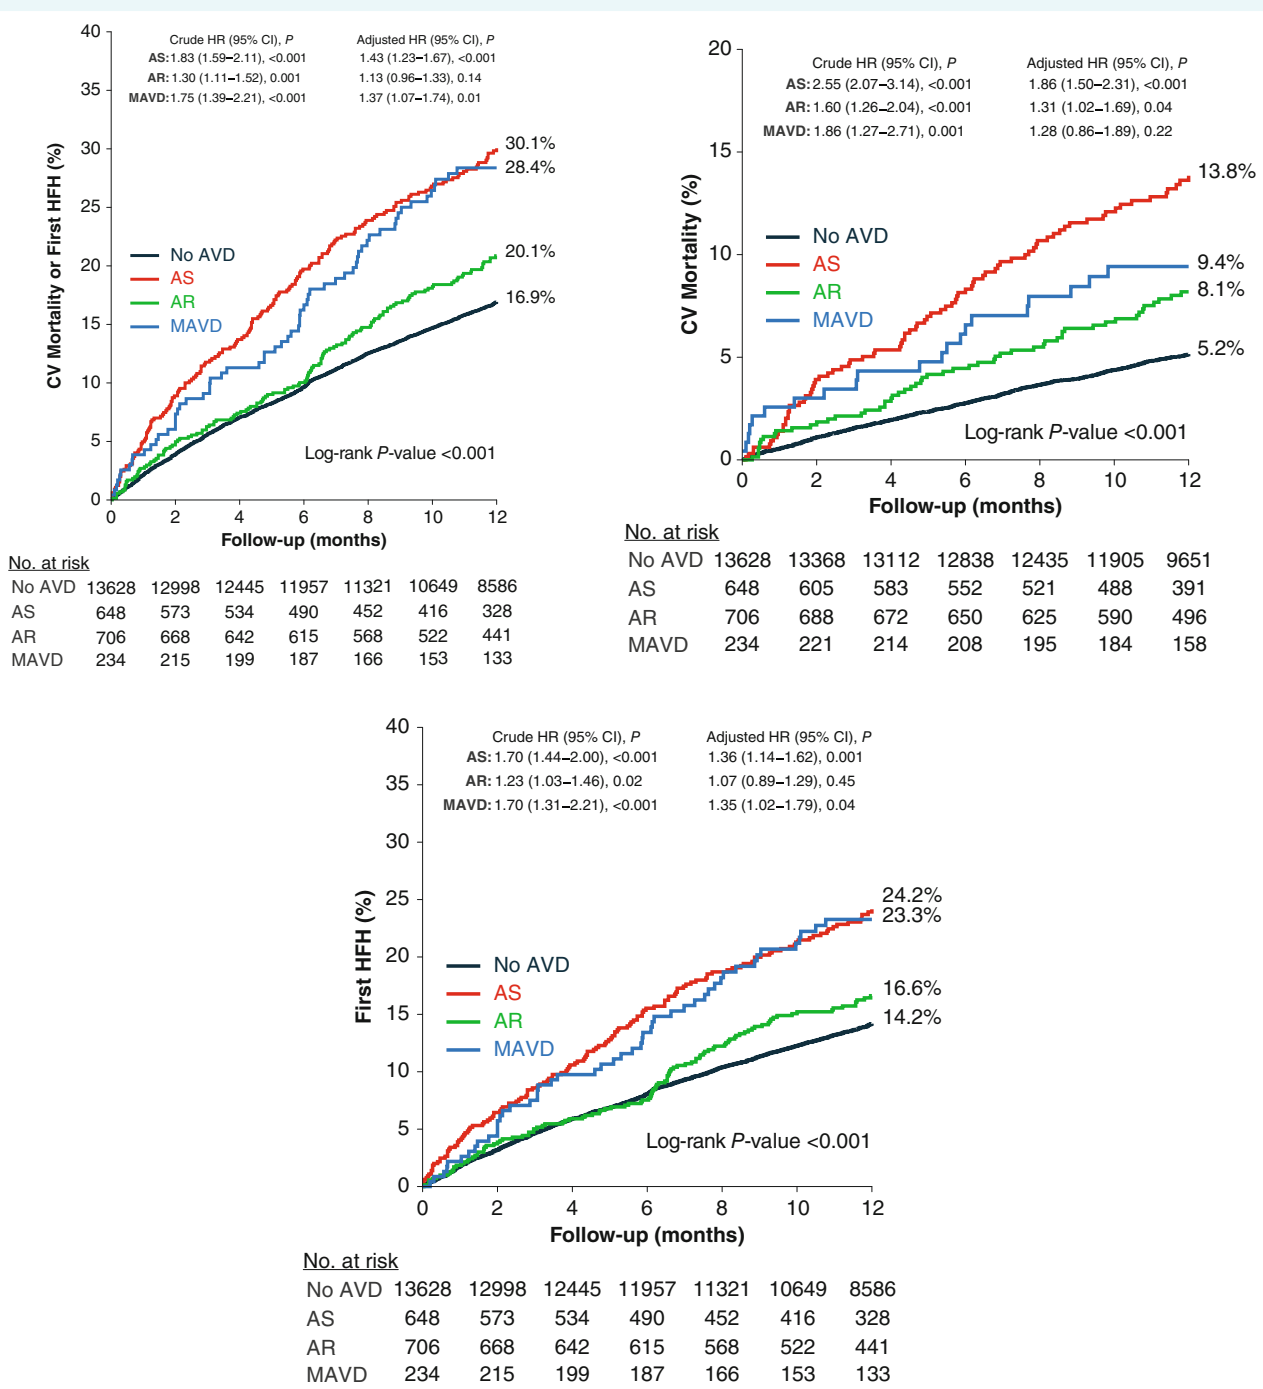 40
35
30
25
20
15
10
5
0
CV Mortality or First HFH (%)
Crude HR (95% CI), P Adjusted HR (95% CI), P
AS: 1.83 (1.59–2.11), <0.001 1.43 (1.23–1.67), <0.001
AR: 1.30 (1.11–1.52), 0.001 1.13 (0.96–1.33), 0.14
MAVD: 1.75 (1.39–2.21), <0.001 1.37 (1.07–1.74), 0.01
30.1%
28.4%
20.1%
16.9%
No AVD
AS
AR
MAVD
Log-rank P-value <0.001
0 2 4 6 8 10 12
Follow-up (months)
No. at risk
No AVD 13628 12998 12445 11957 11321 10649 8586
AS 648 573 534 490 452 416 328
AR 706 668 642 615 568 522 441
MAVD 234 215 199 187 166 153 133
20
15
10
5
0
CV Mortality (%)
Crude HR (95% CI), P Adjusted HR (95% CI), P
AS: 2.55 (2.07–3.14), <0.001 1.86 (1.50–2.31), <0.001
AR: 1.60 (1.26–2.04), <0.001 1.31 (1.02–1.69), 0.04
MAVD: 1.86 (1.27–2.71), 0.001 1.28 (0.86–1.89), 0.22
13.8%
9.4%
8.1%
5.2%
No AVD
AS
AR
MAVD
Log-rank P-value <0.001
0 2 4 6 8 10 12
Follow-up (months)
No. at risk
No AVD 13628 13368 13112 12838 12435 11905 9651
AS 648 605 583 552 521 488 391
AR 706 688 672 650 625 590 496
MAVD 234 221 214 208 195 184 158
40
35
30
25
20
15
10
5
0
First HFH (%)
Crude HR (95% CI), P Adjusted HR (95% CI), P
AS: 1.70 (1.44–2.00), <0.001 1.36 (1.14–1.62), 0.001
AR: 1.23 (1.03–1.46), 0.02 1.07 (0.89–1.29), 0.45
MAVD: 1.70 (1.31–2.21), <0.001 1.35 (1.02–1.79), 0.04
24.2%
23.3%
16.6%
14.2%
No AVD
AS
AR
MAVD
Log-rank P-value <0.001
0 2 4 6 8 10 12
Follow-up (months)
No. at risk
No AVD 13628 12998 12445 11957 11321 10649 8586
AS 648 573 534 490 452 416 328
AR 706 668 642 615 568 522 441
MAVD 234 215 199 187 166 153 133